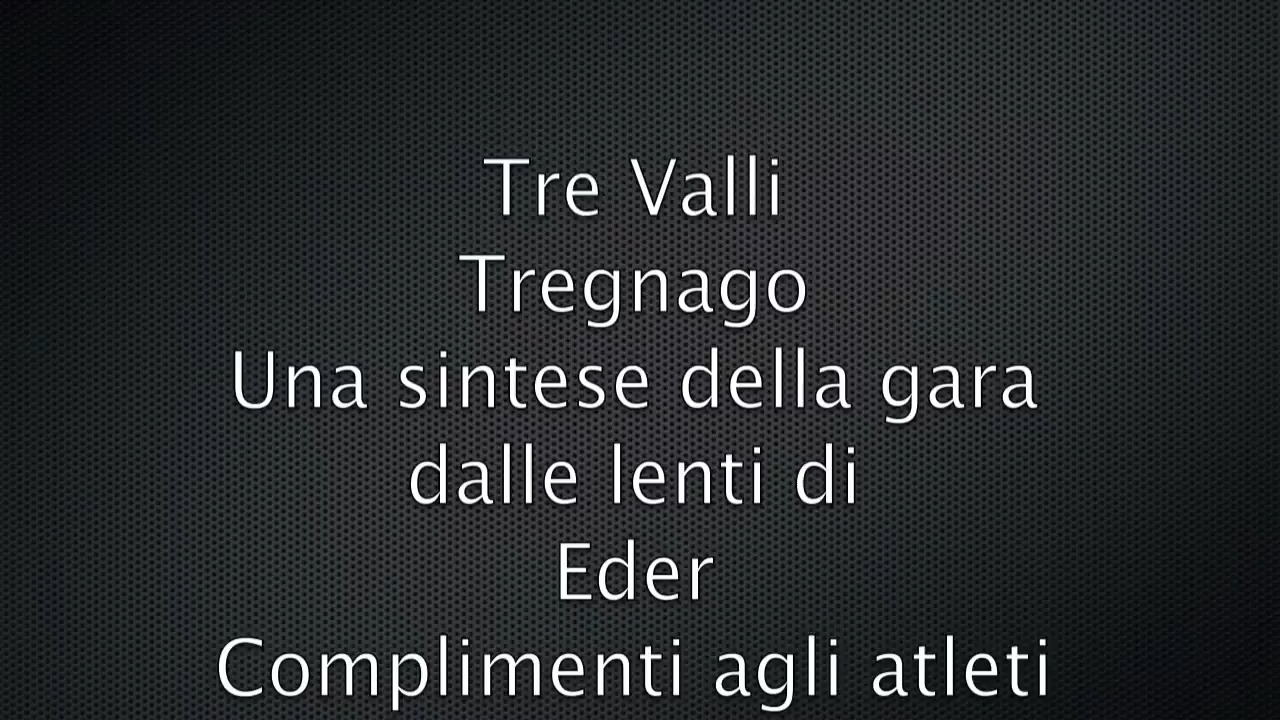 Tre Valli
Tregnago
Una sintese della gara
dalle lenti di
Eder
Complimenti agli atleti